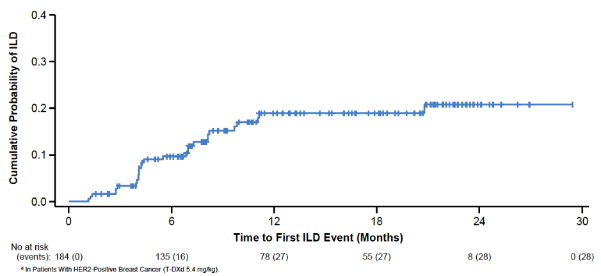 0.4
0.3
0.2
0.1
0.0
Cumulative Probability of ILD
0 6 12 18 24 30
Time to First ILD Event (Months)
No at risk
(events): 184 (0) 135 (16) 78 (27) 55 (27) 8 (28) 0 (28)
ª In Patients With HER2-Positive Breast Cancer (T-DXd 5.4 mg/kg).